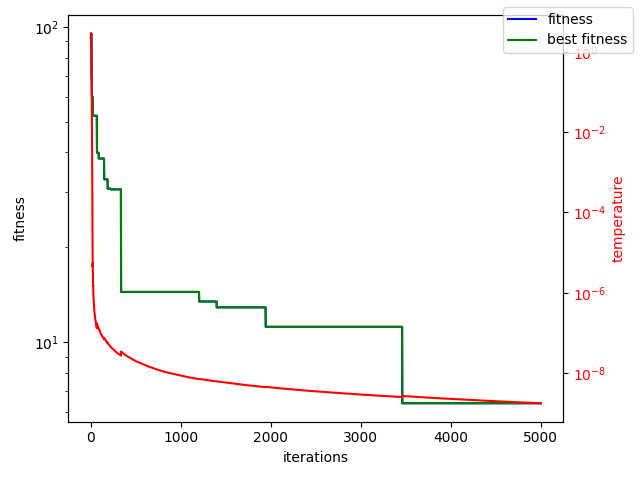 fitness
best fitness
10²
10¹
fitness
10⁰
10⁻²
10⁻⁴
10⁻⁶
10⁻⁸
temperature
0
1000
2000
3000
4000
5000
iterations